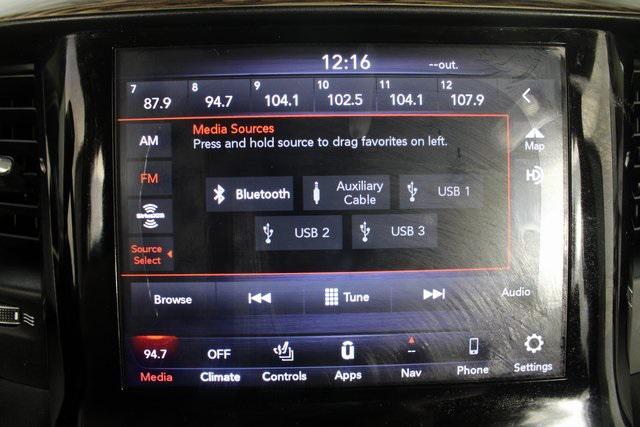 12:16 --out.
7 8 9 10 11 12
87.9 94.7 104.1 102.5 104.1 107.9
AM
Media Sources
Press and hold source to drag favorites on left.
Map
FM
HD
Bluetooth
Auxiliary Cable
USB 1
SiriusXM
USB 2
USB 3
Source Select
Browse
Tune
Audio
94.7
OFF
--
Media
Climate
Controls
Apps
Nav
Phone
Settings